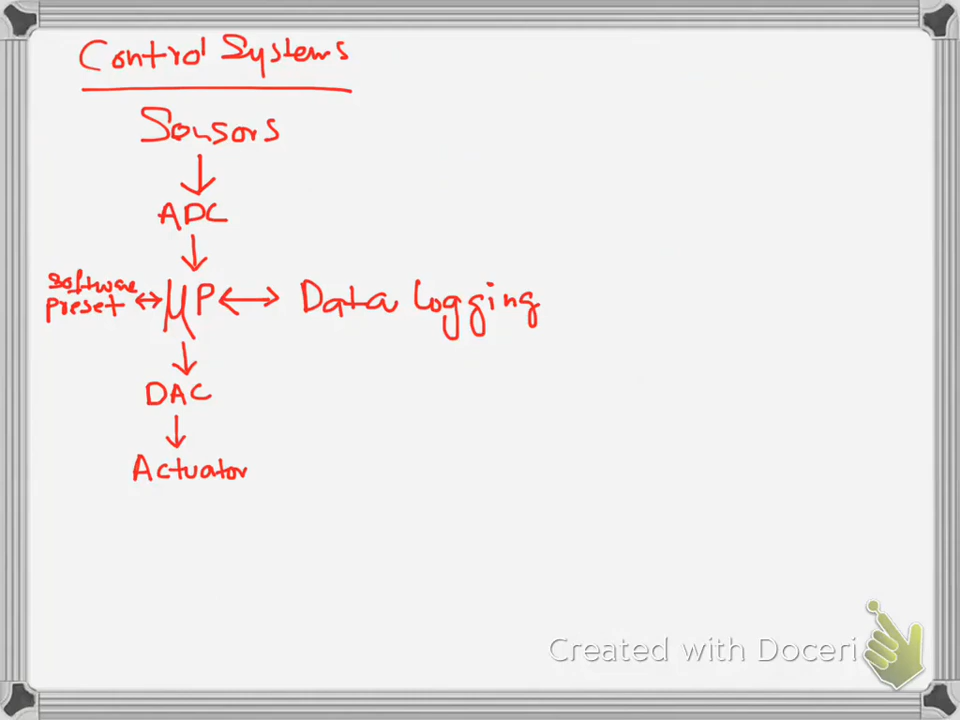 Control Systems
Sensors
ADC
software
preset ↔ μP ↔ Data logging
DAC
Actuator
Created with Doceri